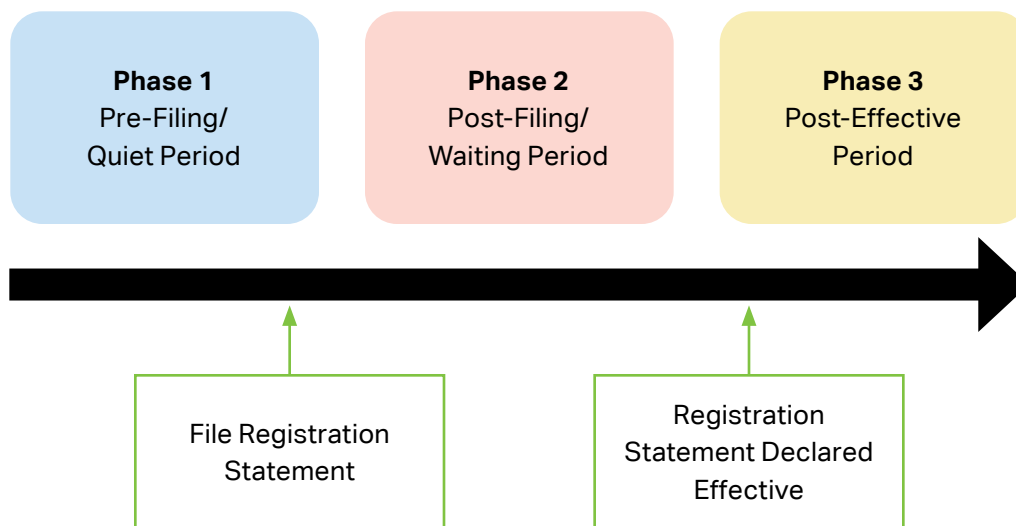 Phase 1
Pre-Filing/
Quiet Period
Phase 2
Post-Filing/
Waiting Period
Phase 3
Post-Effective
Period
File Registration
Statement
Registration
Statement Declared
Effective